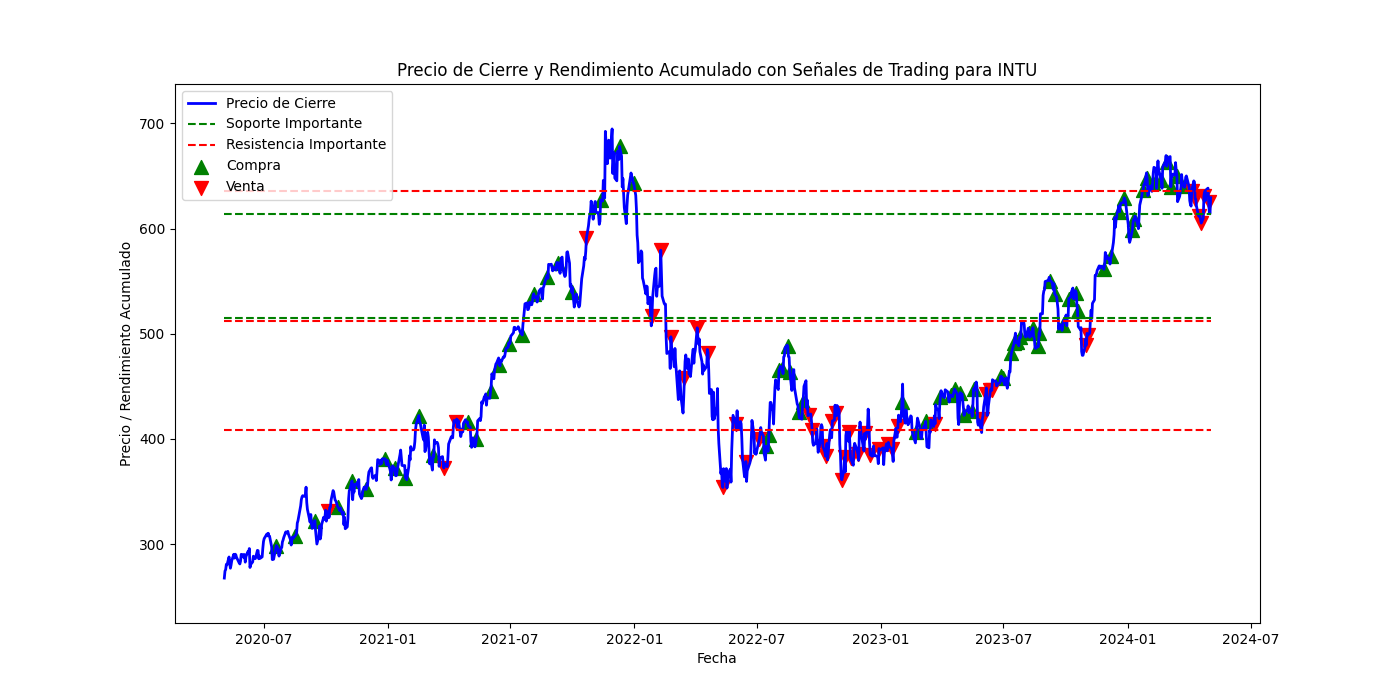 Precio de Cierre y Rendimiento Acumulado con Señales de Trading para INTU
Precio de Cierre
Soporte Importante
Resistencia Importante
Compra
Venta
Precio / Rendimiento Acumulado
700
600
500
400
300
2020-07
2021-01
2021-07
2022-01
2022-07
2023-01
2023-07
2024-01
2024-07
Fecha